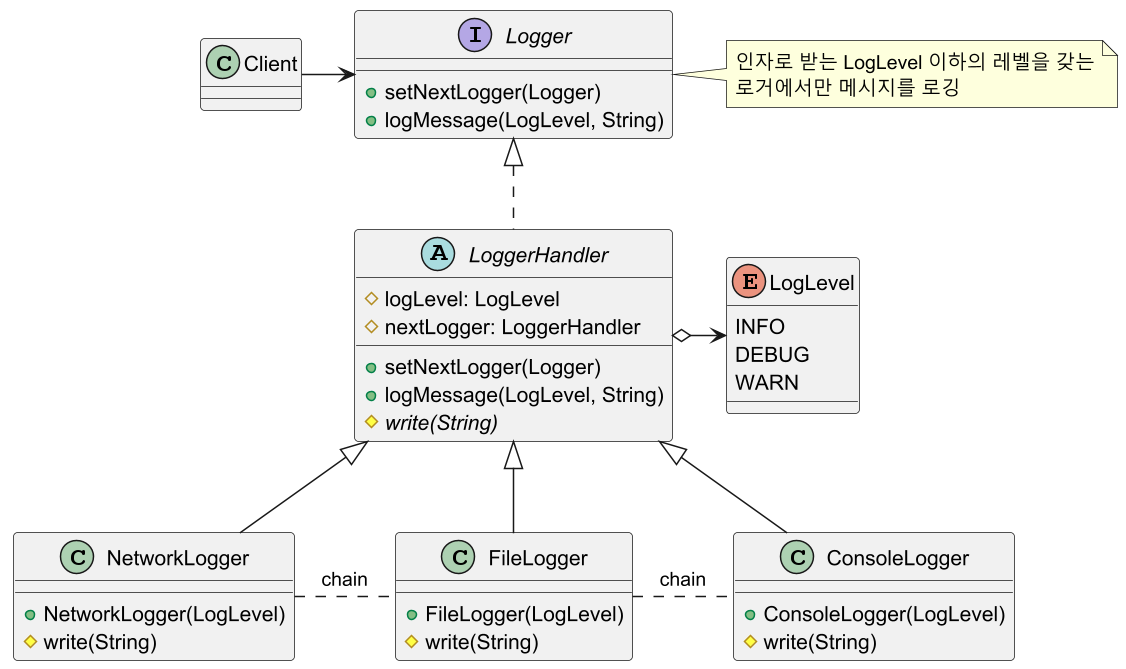 C Client
I Logger
setNextLogger(Logger)
logMessage(LogLevel, String)
인자로 받는 LogLevel 이하의 레벨을 갖는
로거에서만 메시지를 로깅
A LoggerHandler
logLevel: LogLevel
nextLogger: LoggerHandler
setNextLogger(Logger)
logMessage(LogLevel, String)
write(String)
E LogLevel
INFO
DEBUG
WARN
C NetworkLogger
NetworkLogger(LogLevel)
write(String)
chain
C FileLogger
FileLogger(LogLevel)
write(String)
chain
C ConsoleLogger
ConsoleLogger(LogLevel)
write(String)